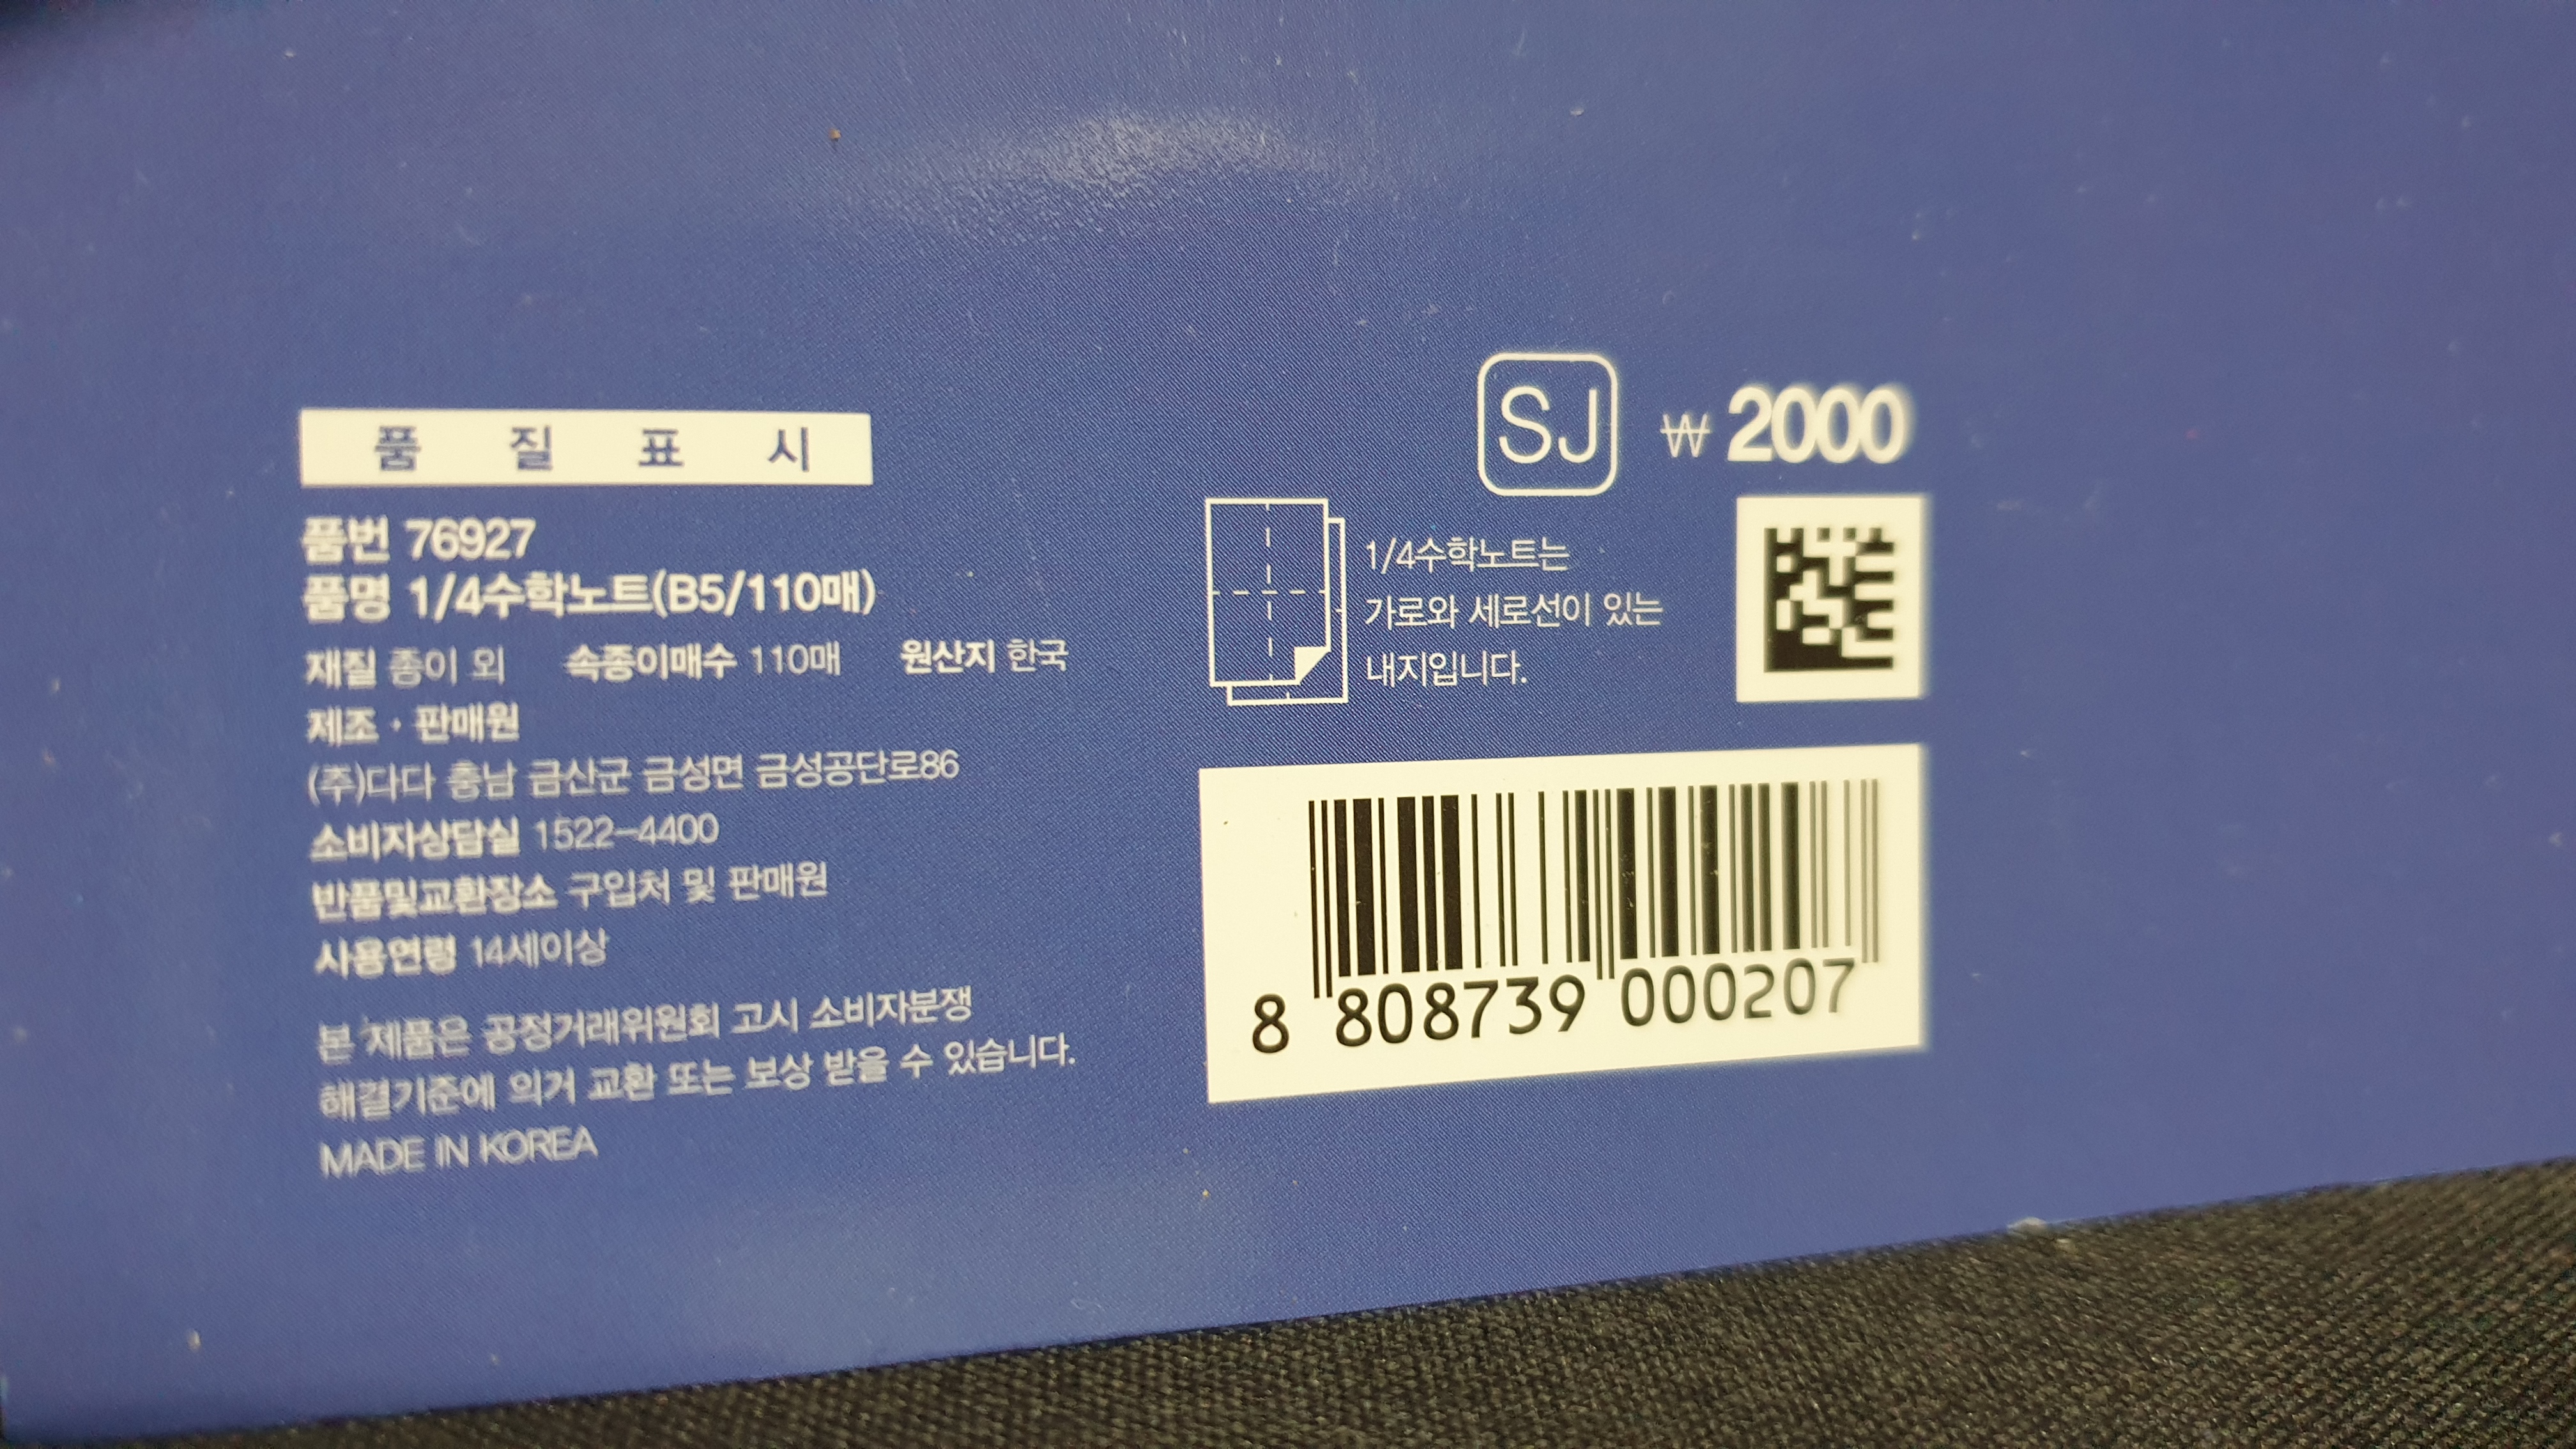 품 질 표 시
품번 76927
품명 1/4수학노트(B5/110매)
재질 종이 외 속종이매수 110매 원산지 한국
제조 · 판매원
(주)다다 충남 금산군 금성면 금성공단로86
소비자상담실 1522-4400
반품및교환장소 구입처 및 판매원
사용연령 14세이상
본 제품은 공정거래위원회 고시 소비자분쟁
해결기준에 의거 교환 또는 보상 받을 수 있습니다.
MADE IN KOREA
SJ ₩ 2000
1/4수학노트는
가로와 세로선이 있는
내지입니다.
8 808739 000207